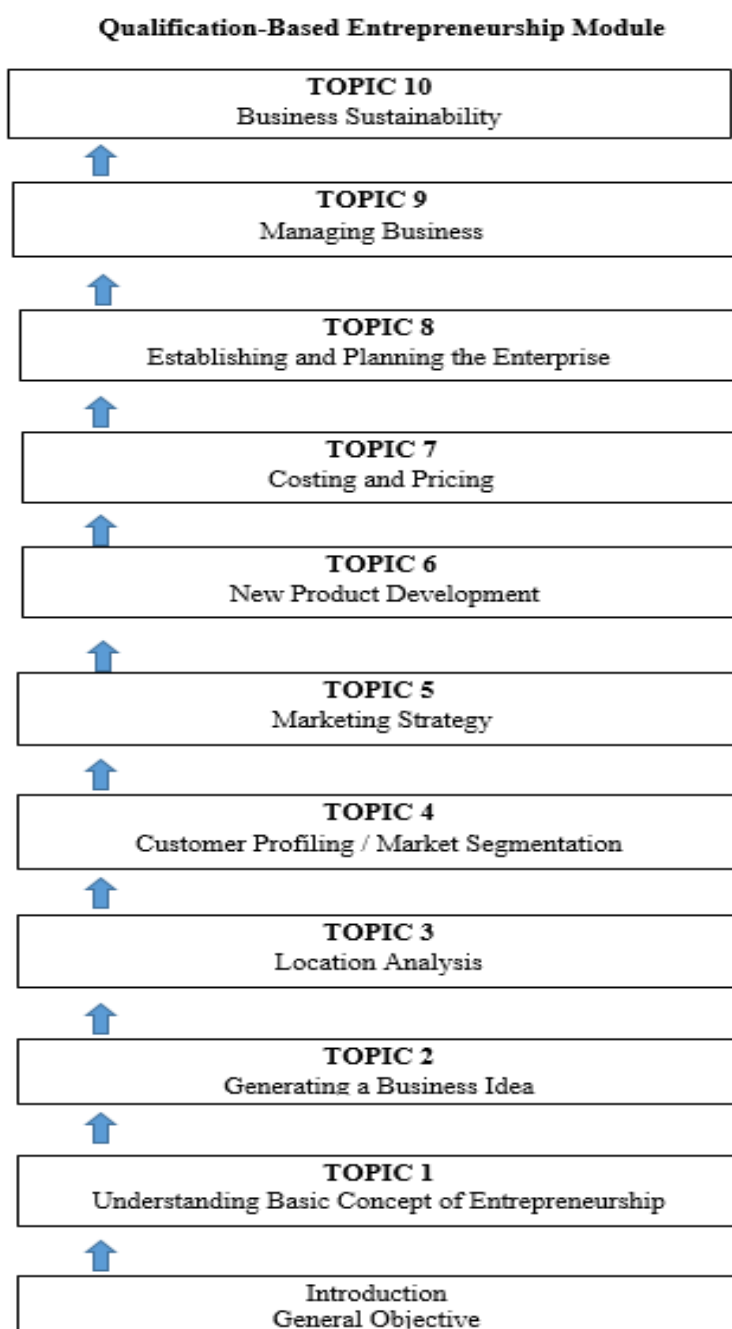 Qualification-Based Entrepreneurship Module
TOPIC 10
Business Sustainability
TOPIC 9
Managing Business
TOPIC 8
Establishing and Planning the Enterprise
TOPIC 7
Costing and Pricing
TOPIC 6
New Product Development
TOPIC 5
Marketing Strategy
TOPIC 4
Customer Profiling / Market Segmentation
TOPIC 3
Location Analysis
TOPIC 2
Generating a Business Idea
TOPIC 1
Understanding Basic Concept of Entrepreneurship
Introduction
General Objective